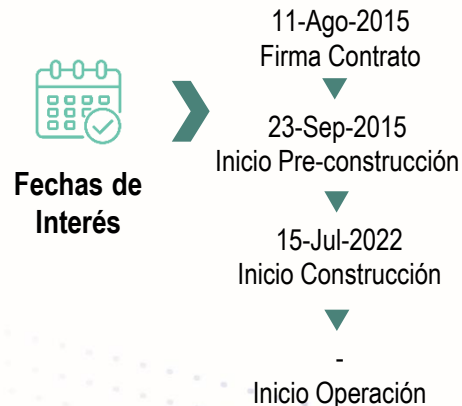 Fechas de
Interés
11-Ago-2015
Firma Contrato
23-Sep-2015
Inicio Pre-construcción
15-Jul-2022
Inicio Construcción
-
Inicio Operación